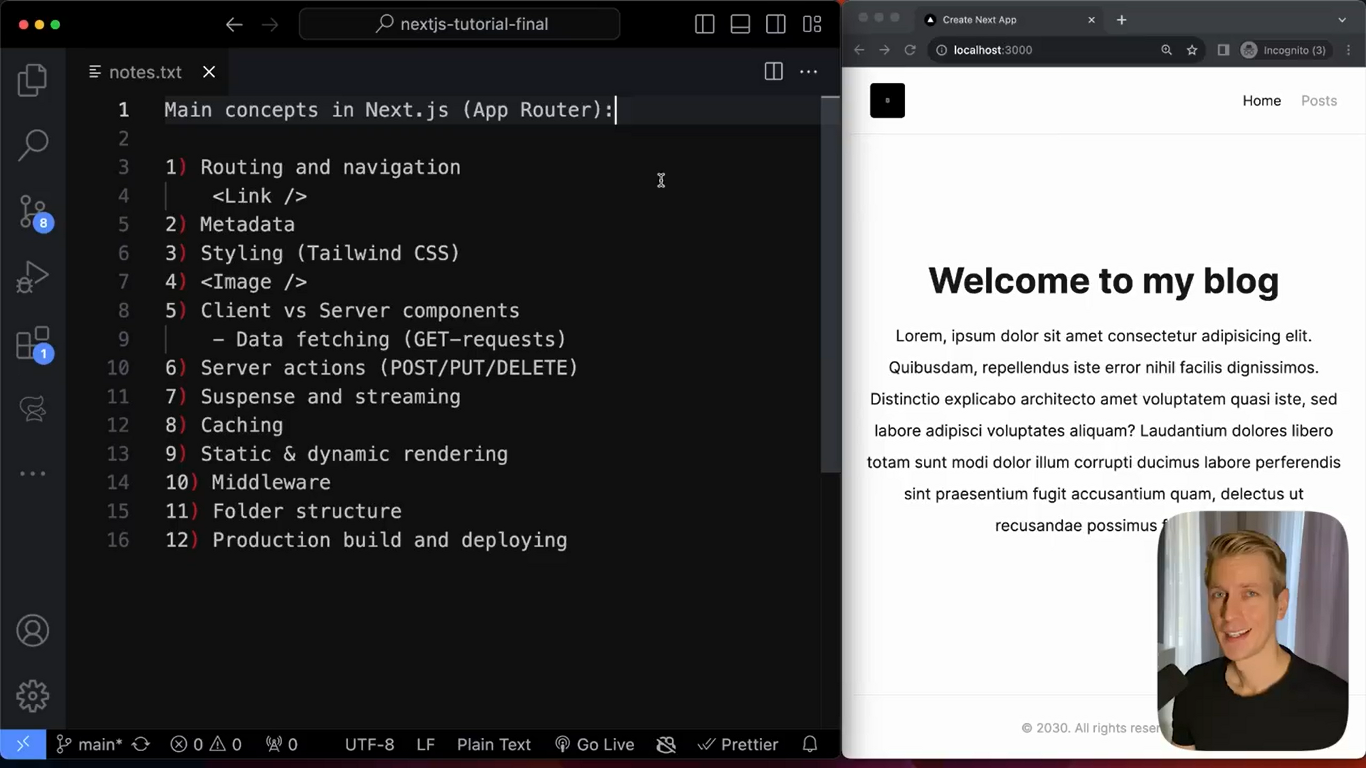 nextjs-tutorial-final
notes.txt
1 Main concepts in Next.js (App Router):
2
3 1) Routing and navigation
4 <Link />
5 2) Metadata
6 3) Styling (Tailwind CSS)
7 4) <Image />
8 5) Client vs Server components
9 - Data fetching (GET-requests)
10 6) Server actions (POST/PUT/DELETE)
11 7) Suspense and streaming
12 8) Caching
13 9) Static & dynamic rendering
14 10) Middleware
15 11) Folder structure
16 12) Production build and deploying
8
1
main* 0 0 0 UTF-8 LF Plain Text Go Live Prettier
Create Next App
localhost:3000 Incognito (3)
Home Posts
Welcome to my blog
Lorem, ipsum dolor sit amet consectetur adipisicing elit.
Quibusdam, repellendus iste error nihil facilis dignissimos.
Distinctio explicabo architecto amet voluptatem quasi iste, sed
labore adipisci voluptates aliquam? Laudantium dolores libero
totam sunt modi dolor illum corrupti ducimus labore perferendis
sint praesentium fugit accusantium quam, delectus ut
recusandae possimus
© 2030. All rights